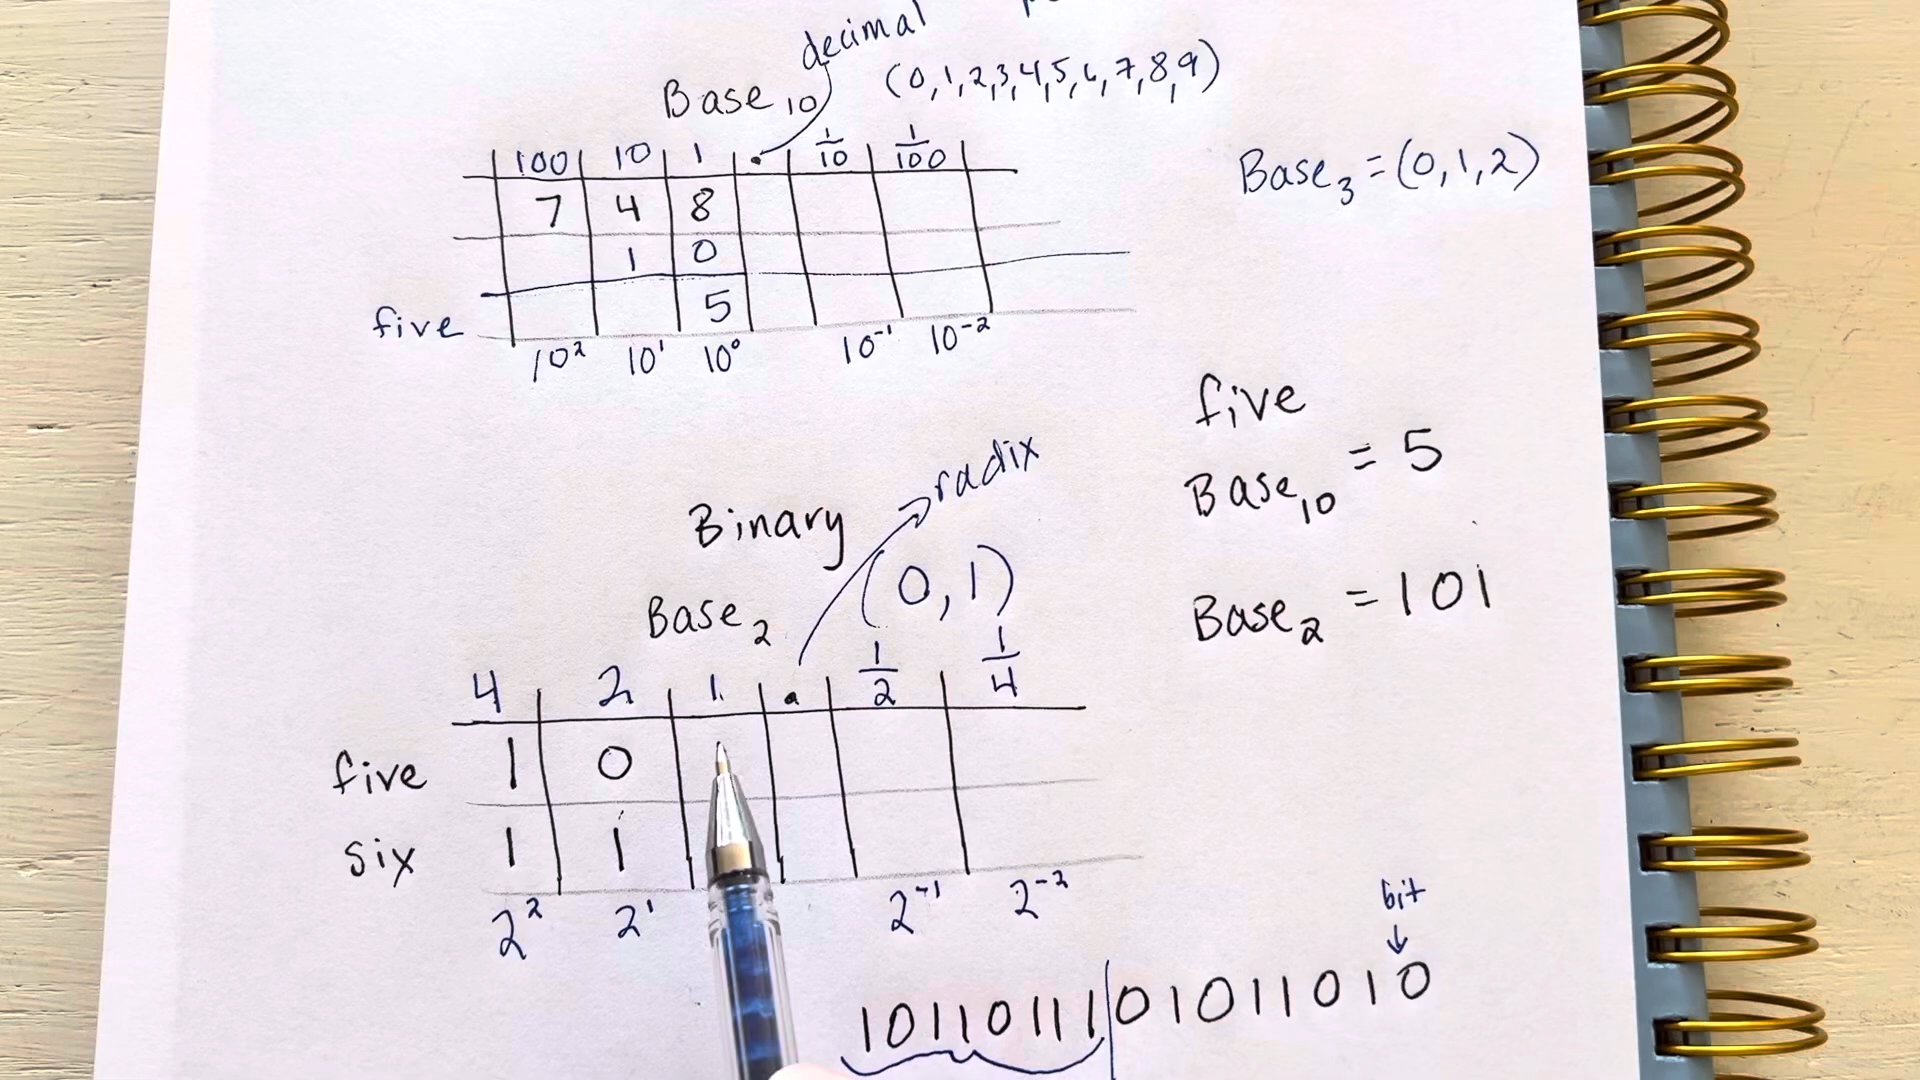 decimal
Base₁₀ (0,1,2,3,4,5,6,7,8,9)
100 10 1 . 1/10 1/100
7 4 8
1 0
five 5
10² 10¹ 10⁰ 10⁻¹ 10⁻²
Base₃ = (0,1,2)
five
Base₁₀ = 5
Base₂ = 101
radix
Binary
(0,1)
Base₂
4 2 1 . 1/2 1/4
five 1 0 1
six 1 1
2² 2¹ 2⁻¹ 2⁻²
bit
↓
10110111|01011010